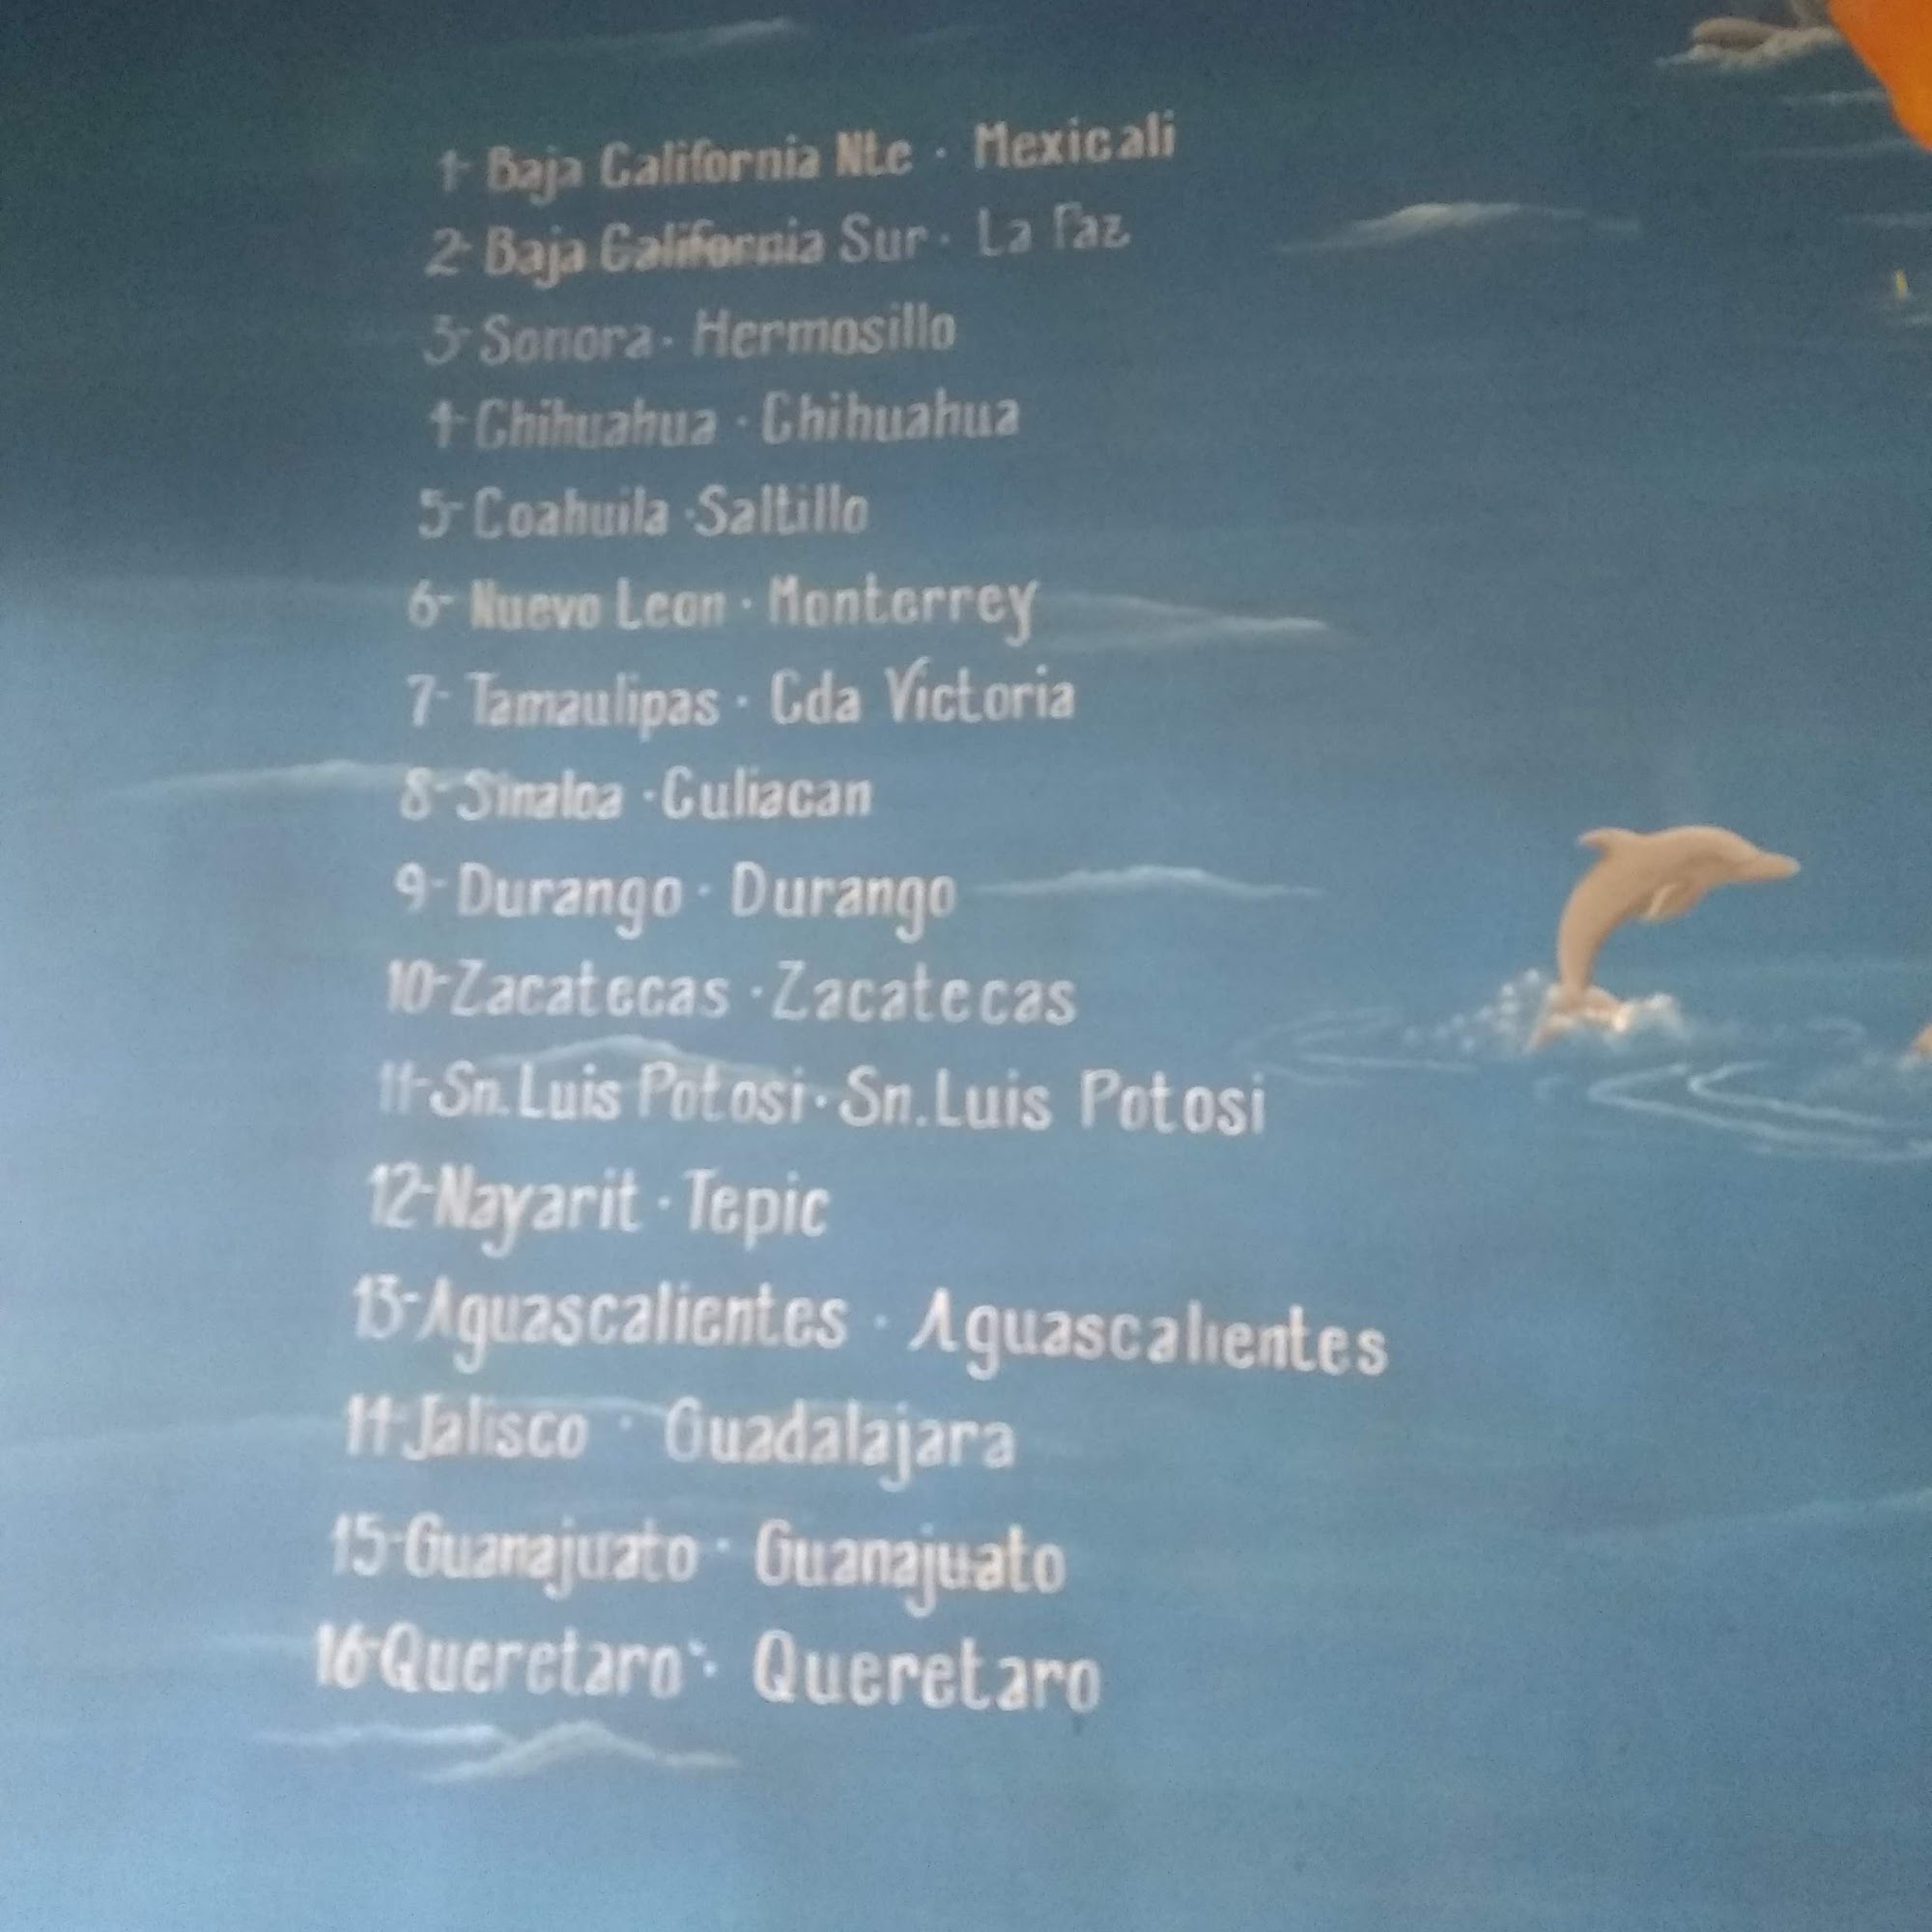 1- Baja California Nte · Mexicali
2- Baja California Sur · La Paz
3- Sonora · Hermosillo
4- Chihuahua · Chihuahua
5- Coahuila · Saltillo
6- Nuevo Leon · Monterrey
7- Tamaulipas · Cda Victoria
8- Sinaloa · Culiacan
9- Durango · Durango
10- Zacatecas · Zacatecas
11- Sn. Luis Potosi · Sn. Luis Potosi
12- Nayarit · Tepic
13- Aguascalientes · Aguascalientes
14- Jalisco · Guadalajara
15- Guanajuato · Guanajuato
16- Queretaro · Queretaro